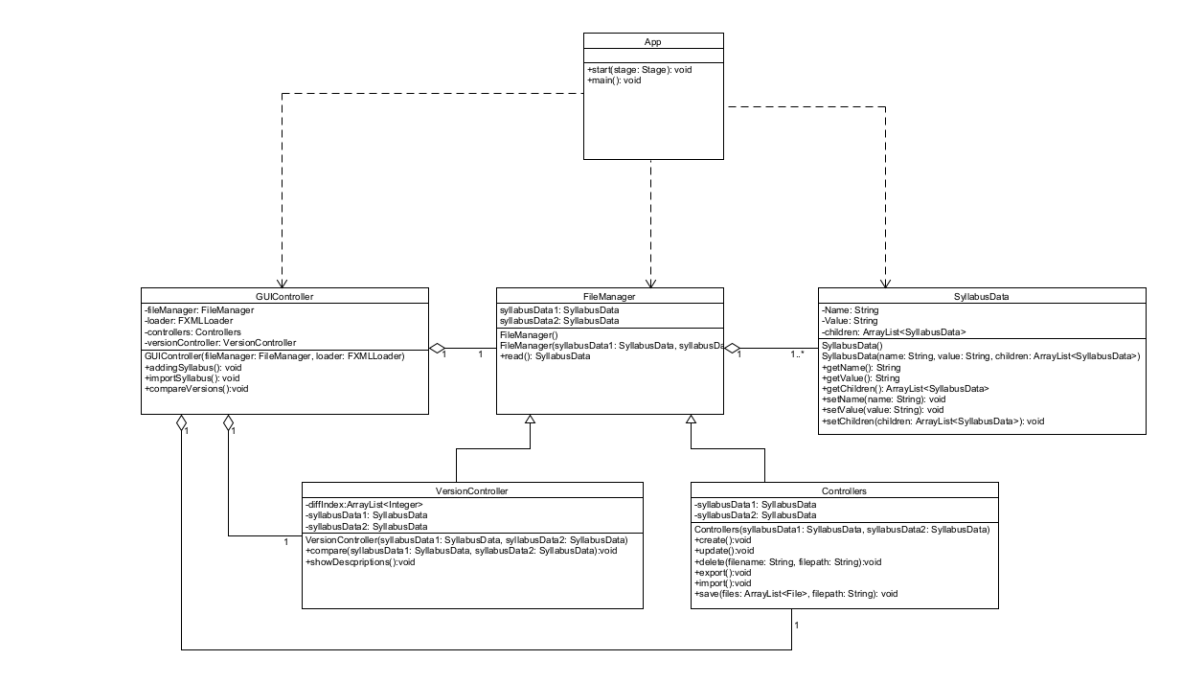 App
+start(stage: Stage): void
+main(): void
GUIController
-fileManager: FileManager
-loader: FXMLLoader
-controllers: Controllers
-versionController: VersionController
GUIController(fileManager: FileManager, loader: FXMLLoader)
+addingSyllabus(): void
+importSyllabus(): void
+compareVersions():void
1
1
1
1
FileManager
syllabusData1: SyllabusData
syllabusData2: SyllabusData
FileManager()
FileManager(syllabusData1: SyllabusData, syllabusDa
+read(): SyllabusData
1
1..*
SyllabusData
-Name: String
-Value: String
-children: ArrayList<SyllabusData>
SyllabusData()
SyllabusData(name: String, value: String, children: ArrayList<SyllabusData>)
+getName(): String
+getValue(): String
+getChildren(): ArrayList<SyllabusData>
+setName(name: String): void
+setValue(value: String): void
+setChildren(children: ArrayList<SyllabusData>): void
VersionController
-diffIndex:ArrayList<Integer>
-syllabusData1: SyllabusData
-syllabusData2: SyllabusData
VersionController(syllabusData1: SyllabusData, syllabusData2: SyllabusData)
+compare(syllabusData1: SyllabusData, syllabusData2: SyllabusData):void
+showDescpriptions():void
1
Controllers
-syllabusData1: SyllabusData
-syllabusData2: SyllabusData
Controllers(syllabusData1: SyllabusData, syllabusData2: SyllabusData)
+create():void
+update():void
+delete(filename: String, filepath: String):void
+export():void
+import():void
+save(files: ArrayList<File>, filepath: String): void
1